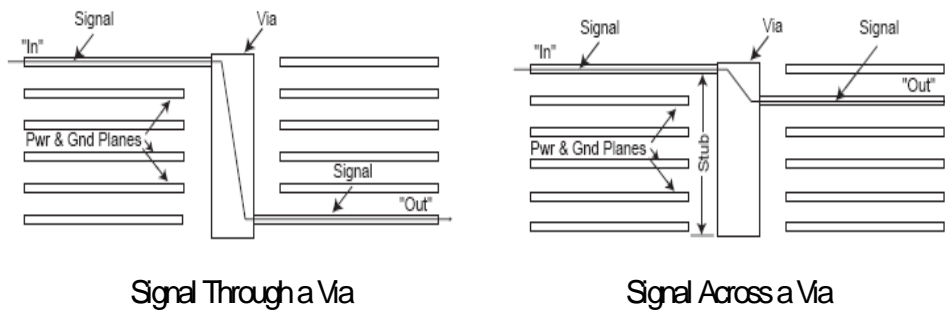 Signal
Via
"In"
Pwr & Gnd Planes
Signal
"Out"
Signal Through a Via
Signal
Via
Signal
"In"
"Out"
Pwr & Gnd Planes
Stub
Signal Across a Via